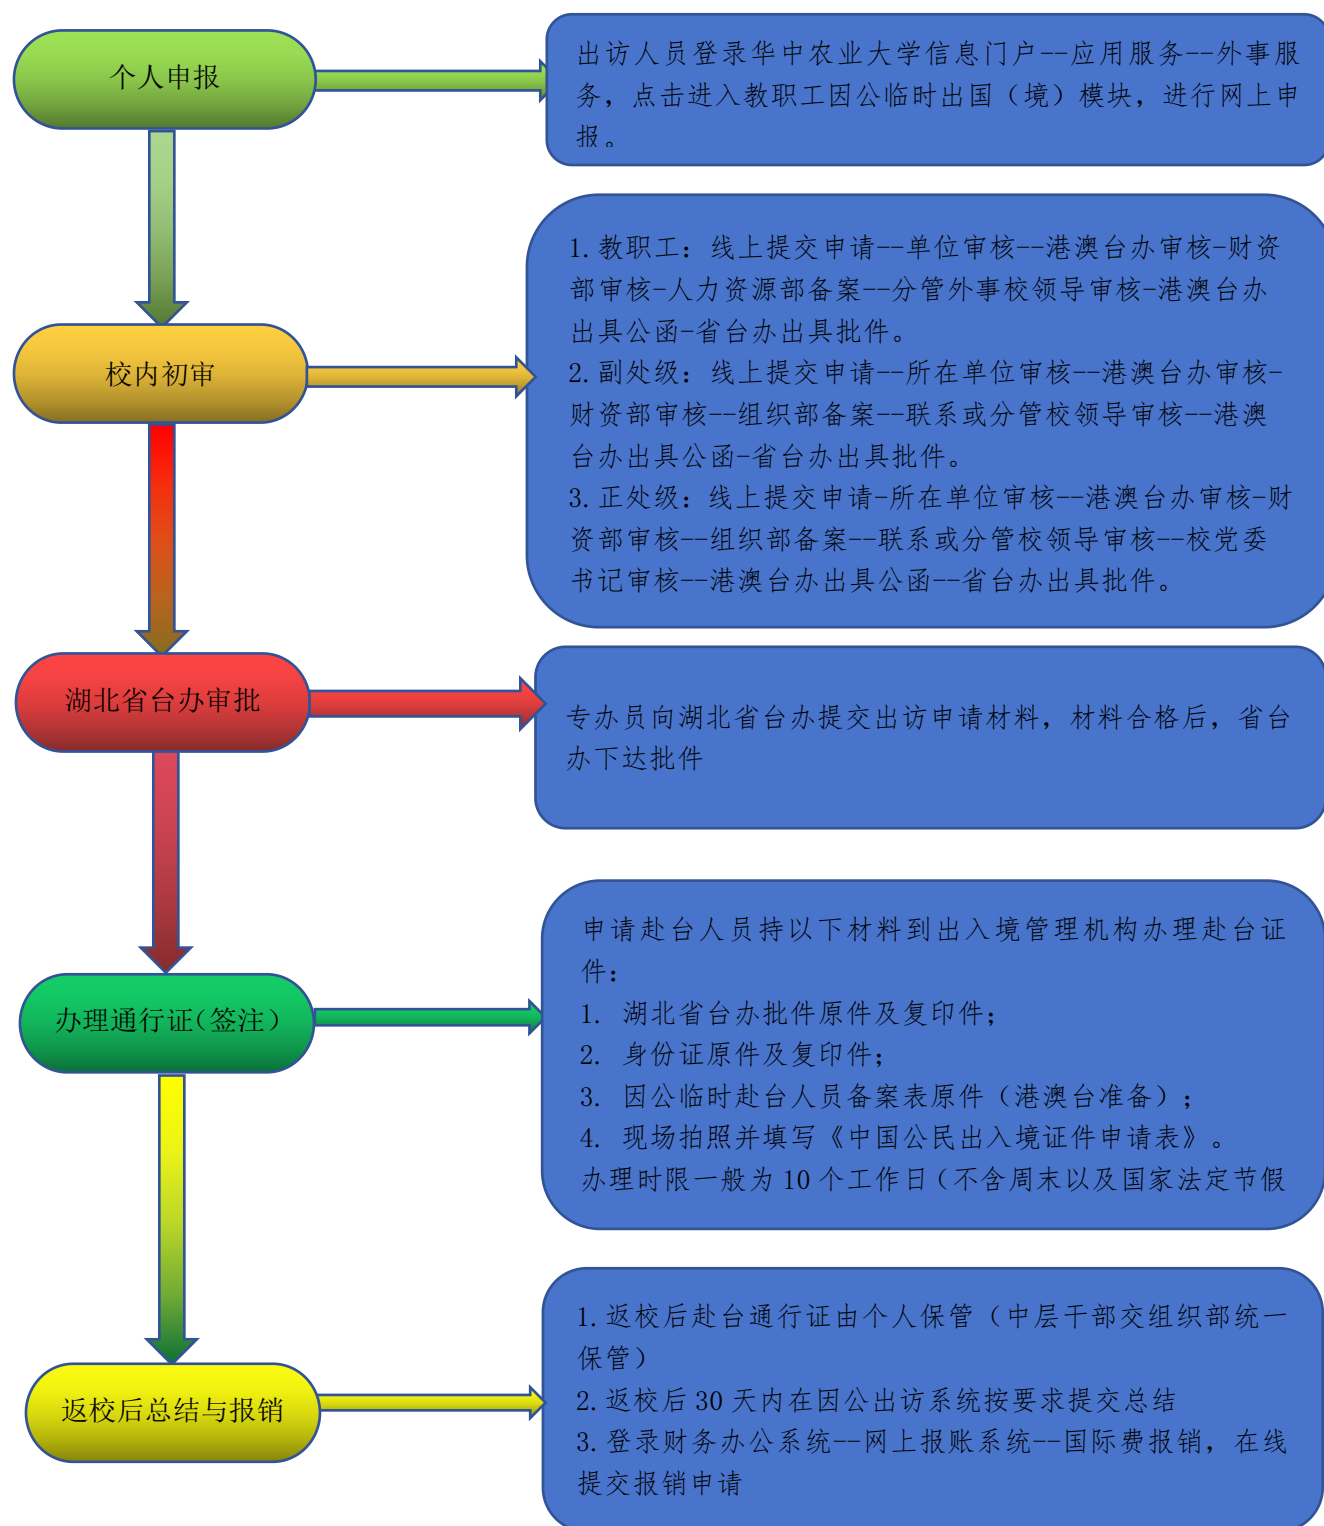 个人申报
出访人员登录华中农业大学信息门户--应用服务--外事服
务，点击进入教职工因公临时出国（境）模块，进行网上申
报。
校内初审
1.教职工：线上提交申请--单位审核--港澳台办审核-财资
部审核-人力资源部备案--分管外事校领导审核-港澳台办
出具公函-省台办出具批件。
2.副处级：线上提交申请--所在单位审核--港澳台办审核-
财资部审核--组织部备案--联系或分管校领导审核--港澳
台办出具公函-省台办出具批件。
3.正处级：线上提交申请-所在单位审核--港澳台办审核-财
资部审核--组织部备案--联系或分管校领导审核--校党委
书记审核--港澳台办出具公函--省台办出具批件。
湖北省台办审批
专办员向湖北省台办提交出访申请材料，材料合格后，省台
办下达批件
办理通行证（签注）
申请赴台人员持以下材料到出入境管理机构办理赴台证
件：
1. 湖北省台办批件原件及复印件；
2. 身份证原件及复印件；
3. 因公临时赴台人员备案表原件（港澳台准备）；
4. 现场拍照并填写《中国公民出入境证件申请表》。
办理时限一般为 10 个工作日（不含周末以及国家法定节假
返校后总结与报销
1.返校后赴台通行证由个人保管（中层干部交组织部统一
保管）
2.返校后 30 天内在因公出访系统按要求提交总结
3.登录财务办公系统--网上报账系统--国际费报销，在线
提交报销申请